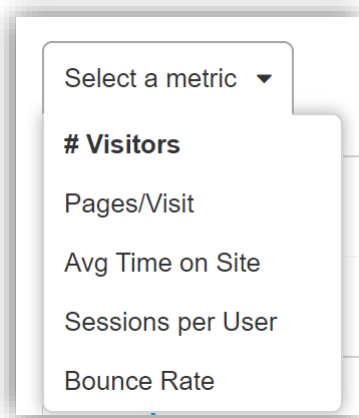 Select a metric
# Visitors
Pages/Visit
Avg Time on Site
Sessions per User
Bounce Rate